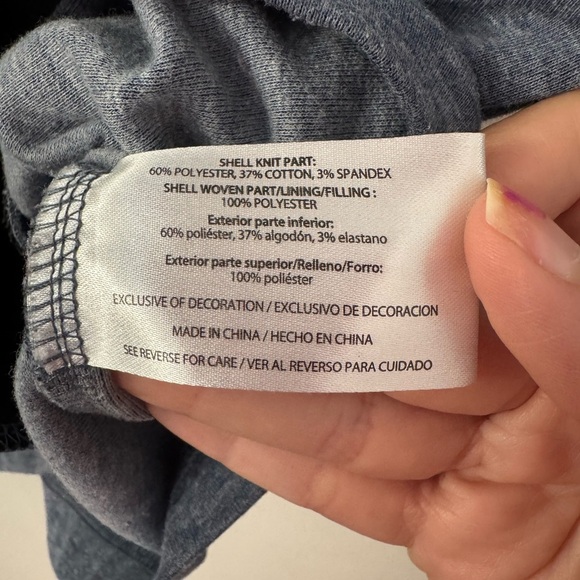 SHELL KNIT PART:
60% POLYESTER, 37% COTTON, 3% SPANDEX
SHELL WOVEN PART/LINING/FILLING :
100% POLYESTER
Exterior parte inferior:
60% poliéster, 37% algodón, 3% elastano
Exterior parte superior/Relleno/Forro:
100% poliéster
EXCLUSIVE OF DECORATION / EXCLUSIVO DE DECORACION
MADE IN CHINA / HECHO EN CHINA
SEE REVERSE FOR CARE / VER AL REVERSO PARA CUIDADO